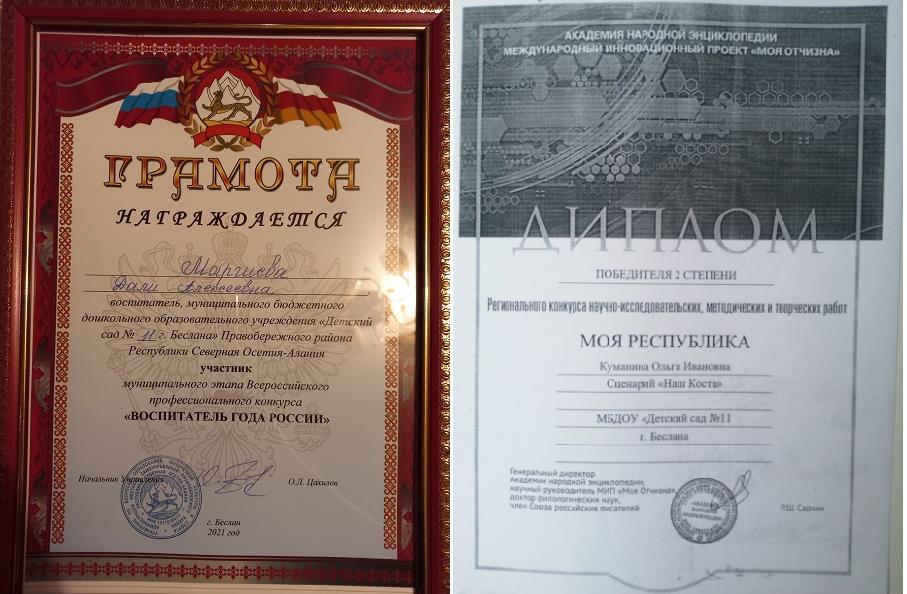 ГРАМОТА
НАГРАЖДАЕТСЯ
Маргиева
Дали Алексеевна,
воспитатель, муниципального бюджетного
дошкольного образовательного учреждения «Детский
сад № 11 г. Беслана» Правобережного района
Республики Северная Осетия-Алания
участник
муниципального этапа Всероссийского
профессионального конкурса
«ВОСПИТАТЕЛЬ ГОДА РОССИИ»
Начальник Управления О.Л. Цахилов
г. Беслан
2021 год
АКАДЕМИЯ НАРОДНОЙ ЭНЦИКЛОПЕДИИ
МЕЖДУНАРОДНЫЙ ИННОВАЦИОННЫЙ ПРОЕКТ «МОЯ ОТЧИЗНА»
ДИПЛОМ
ПОБЕДИТЕЛЯ 2 СТЕПЕНИ
Регионального конкурса научно-исследовательских, методических и творческих работ
МОЯ РЕСПУБЛИКА
Куманина Ольга Ивановна
Сценарий «Наш Коста»
МБДОУ «Детский сад №11
г. Беслана
Генеральный директор
Академии народной энциклопедии,
научный руководитель МИП «Моя Отчизна»,
доктор филологических наук,
член Союза российских писателей
Р.Ш. Сарчин
АКАДЕМИЯ
НАРОДНОЙ
ЭНЦИКЛОПЕДИИ